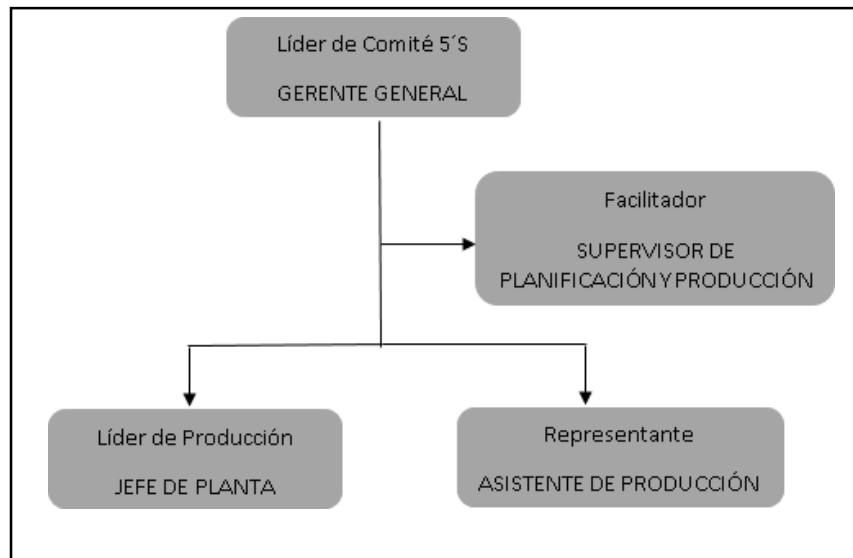 Líder de Comité 5´S
GERENTE GENERAL
Facilitador
SUPERVISOR DE
PLANIFICACIÓN Y PRODUCCIÓN
Líder de Producción
JEFE DE PLANTA
Representante
ASISTENTE DE PRODUCCIÓN